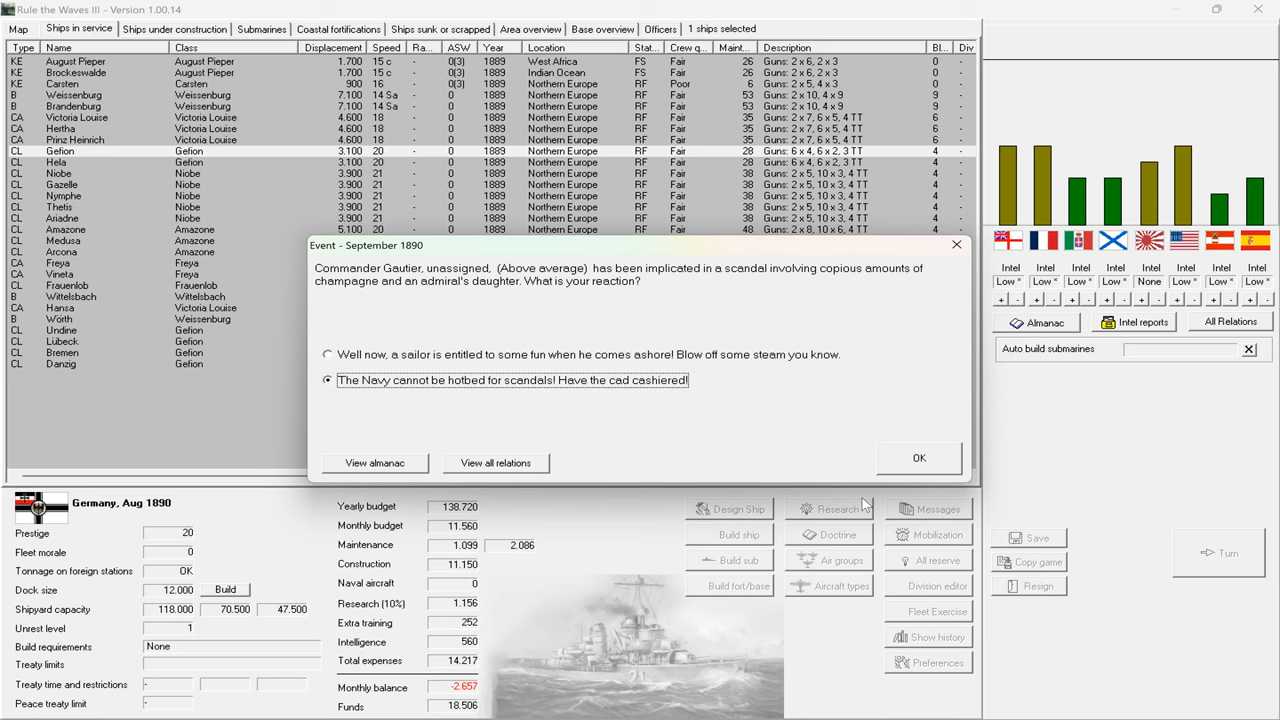 Rule the Waves III - Version 1.00.14
Map Ships in service Ships under construction Submarines Coastal fortifications Ships sunk or scrapped Area overview Base overview Officers 1 ships selected
Type Name Class Displacement Speed Ra... ASW Year Location Stat... Crew q... Maint... Description Bl... Div
KE August Pieper August Pieper 1.700 15 c - 0(3) 1889 West Africa FS Fair 26 Guns: 2 x 6, 2 x 3 0 -
KE Brockeswalde August Pieper 1.700 15 c - 0(3) 1889 Indian Ocean FS Fair 26 Guns: 2 x 6, 2 x 3 0 -
KE Carsten Carsten 900 16 - 0(3) 1889 Northern Europe RF Poor 6 Guns: 2 x 5, 4 x 3 0 -
B Weissenburg Weissenburg 7.100 14 Sa - 0 1889 Northern Europe RF Fair 53 Guns: 2 x 10, 4 x 9 9 -
B Brandenburg Weissenburg 7.100 14 Sa - 0 1889 Northern Europe RF Fair 53 Guns: 2 x 10, 4 x 9 9 -
CA Victoria Louise Victoria Louise 4.600 18 - 0 1889 Northern Europe RF Fair 35 Guns: 2 x 7, 6 x 5, 4 TT 6 -
CA Hertha Victoria Louise 4.600 18 - 0 1889 Northern Europe RF Fair 35 Guns: 2 x 7, 6 x 5, 4 TT 6 -
CA Prinz Heinrich Victoria Louise 4.600 18 - 0 1889 Northern Europe RF Fair 35 Guns: 2 x 7, 6 x 5, 4 TT 6 -
CL Gefion Gefion 3.100 20 - 0 1889 Northern Europe RF Fair 28 Guns: 6 x 4, 6 x 2, 3 TT 4 -
CL Hela Gefion 3.100 20 - 0 1889 Northern Europe RF Fair 28 Guns: 6 x 4, 6 x 2, 3 TT 4 -
CL Niobe Niobe 3.900 21 - 0 1889 Northern Europe RF Fair 38 Guns: 2 x 5, 10 x 3, 4 TT 4 -
CL Gazelle Niobe 3.900 21 - 0 1889 Northern Europe RF Fair 38 Guns: 2 x 5, 10 x 3, 4 TT 4 -
CL Nymphe Niobe 3.900 21 - 0 1889 Northern Europe RF Fair 38 Guns: 2 x 5, 10 x 3, 4 TT 4 -
CL Thetis Niobe 3.900 21 - 0 1889 Northern Europe RF Fair 38 Guns: 2 x 5, 10 x 3, 4 TT 4 -
CL Ariadne Niobe 3.900 21 - 0 1889 Northern Europe RF Fair 38 Guns: 2 x 5, 10 x 3, 4 TT 4 -
CL Amazone Amazone 5.100 20 - 0 1889 Northern Europe RF Fair 48 Guns: 2 x 6, 8 x 5, 4 TT 4 -
CL Medusa Amazone
CL Arcona Amazone
CA Freya Freya
CA Vineta Freya
CL Frauenlob Frauenlob
B Wittelsbach Wittelsbach
CA Hansa Victoria Louise
B Wörth Weissenburg
CL Undine Gefion
CL Lübeck Gefion
CL Bremen Gefion
CL Danzig Gefion
Event - September 1890
Commander Gautier, unassigned, (Above average) has been implicated in a scandal involving copious amounts of
champagne and an admiral's daughter. What is your reaction?
Well now, a sailor is entitled to some fun when he comes ashore! Blow off some steam you know.
The Navy cannot be hotbed for scandals! Have the cad cashiered!
View almanac View all relations OK
Intel Intel Intel Intel Intel Intel Intel Intel
Low * Low * Low * Low * None Low * Low * Low *
+ - + - + - + - + - + - + - + -
Almanac Intel reports All Relations
Auto build submarines
Germany, Aug 1890
Prestige 20
Fleet morale 0
Tonnage on foreign stations OK
Dock size 12.000 Build
Shipyard capacity 118.000 70.500 47.500
Unrest level 1
Build requirements None
Treaty limits
Treaty time and restrictions -
Peace treaty limit -
Yearly budget 138.720
Monthly budget 11.560
Maintenance 1.099 2.086
Construction 11.150
Naval aircraft 0
Research (10%) 1.156
Extra training 252
Intelligence 560
Total expenses 14.217
Monthly balance -2.657
Funds 18.506
Design Ship Research Messages
Build ship Doctrine Mobilization
Build sub Air groups All reserve
Build fort/base Aircraft types Division editor
Fleet Exercise
Show history
Preferences
Save
Copy game
Resign
Turn